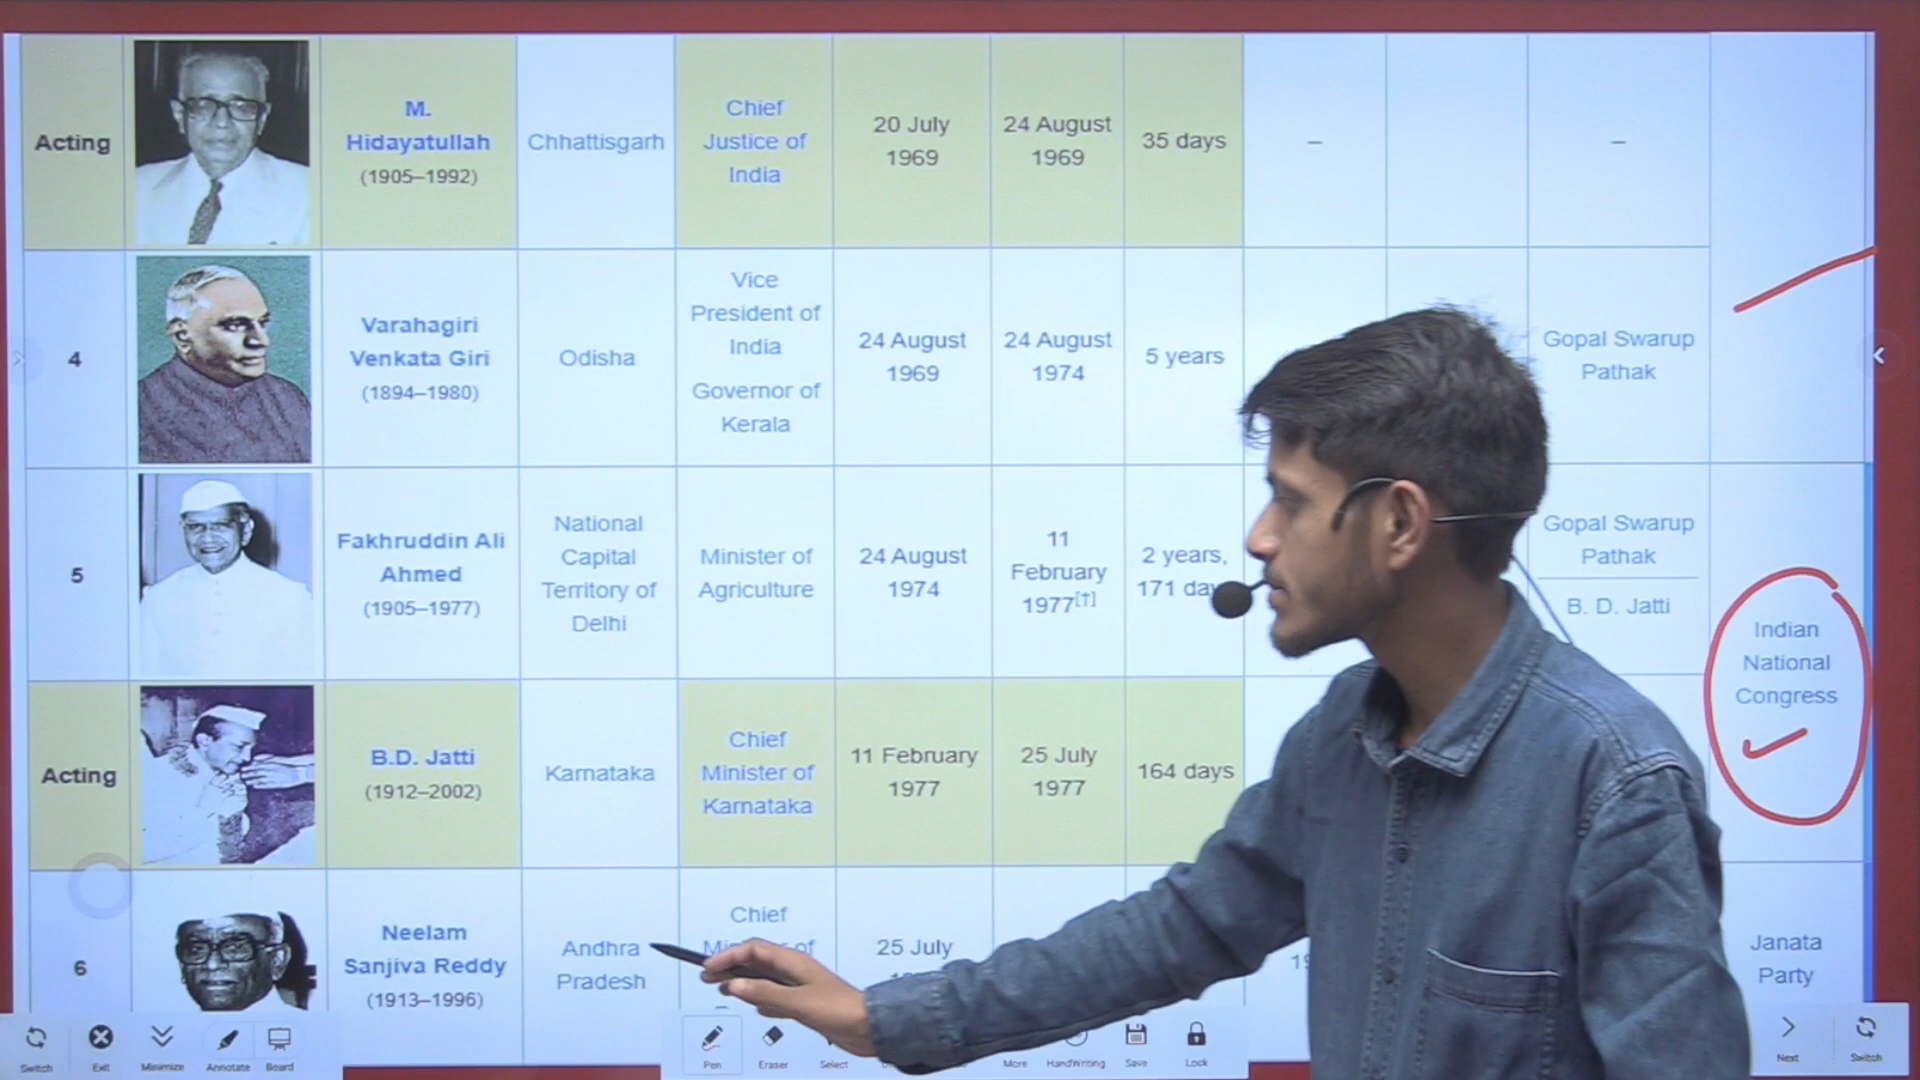 Acting
M.
Hidayatullah
(1905–1992)
Chhattisgarh
Chief
Justice of
India
20 July
1969
24 August
1969
35 days
–
–
4
Varahagiri
Venkata Giri
(1894–1980)
Odisha
Vice
President of
India
Governor of
Kerala
24 August
1969
24 August
1974
5 years
Gopal Swarup
Pathak
5
Fakhruddin Ali
Ahmed
(1905–1977)
National
Capital
Territory of
Delhi
Minister of
Agriculture
24 August
1974
11
February
1977[†]
2 years,
171
Gopal Swarup
Pathak
B. D. Jatti
Indian
National
Congress
Acting
B.D. Jatti
(1912–2002)
Karnataka
Chief
Minister of
Karnataka
11 February
1977
25 July
1977
164 days
6
Neelam
Sanjiva Reddy
(1913–1996)
Andhra
Pradesh
Chief
of
25 July
Janata
Party
Switch
Exit
Minimize
Annotate
Board
Pen
Eraser
Select
More
HandWriting
Save
Lock
Next
Switch